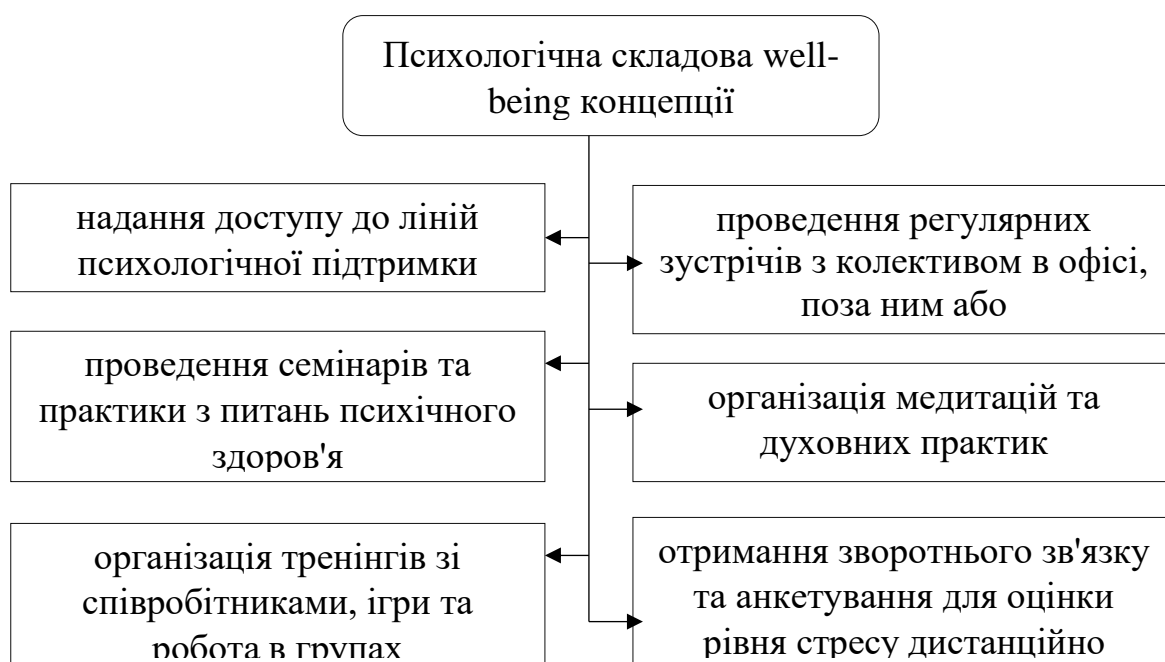 Психологічна складова well-
being концепції
надання доступу до ліній
психологічної підтримки
проведення регулярних
зустрічів з колективом в офісі,
поза ним або
проведення семінарів та
практики з питань психічного
здоров'я
організація медитацій та
духовних практик
організація тренінгів зі
співробітниками, ігри та
робота в групах
отримання зворотнього зв'язку
та анкетування для оцінки
рівня стресу дистанційно